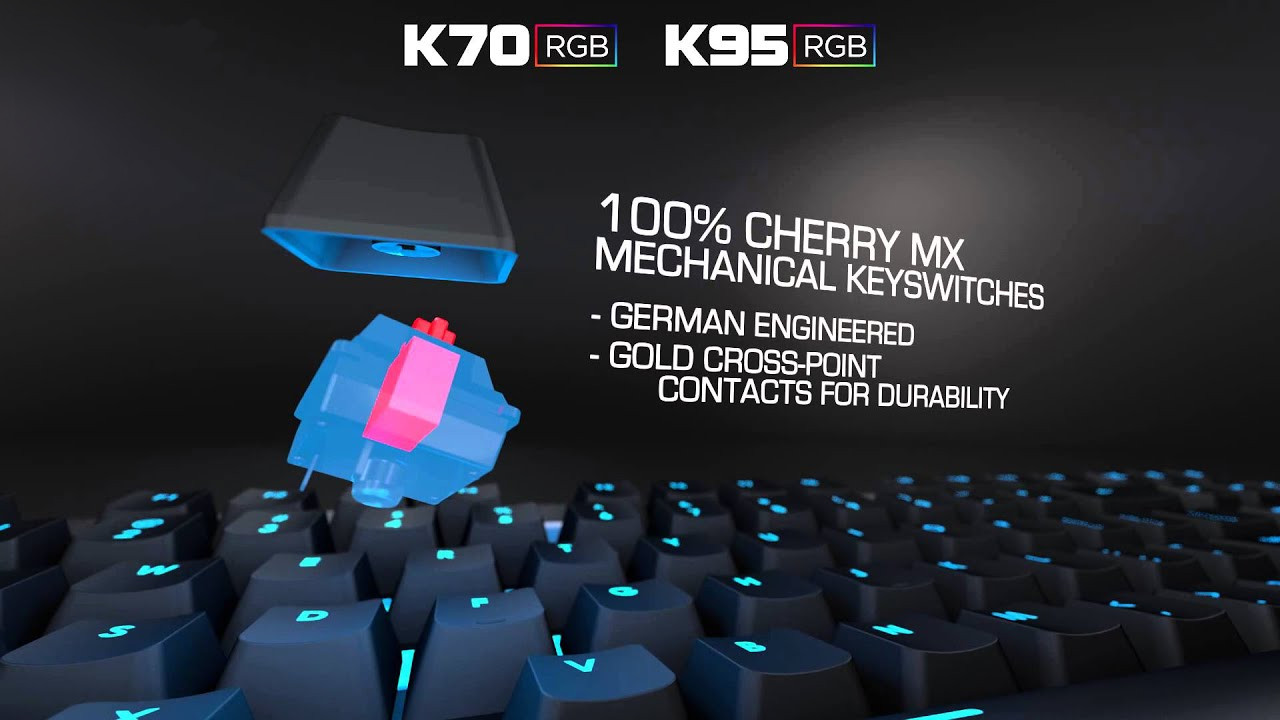 K70 RGB K95 RGB
100% CHERRY MX
MECHANICAL KEYSWITCHES
- GERMAN ENGINEERED
- GOLD CROSS-POINT
CONTACTS FOR DURABILITY
W E R T Y U
S D F G H J
X V B N M